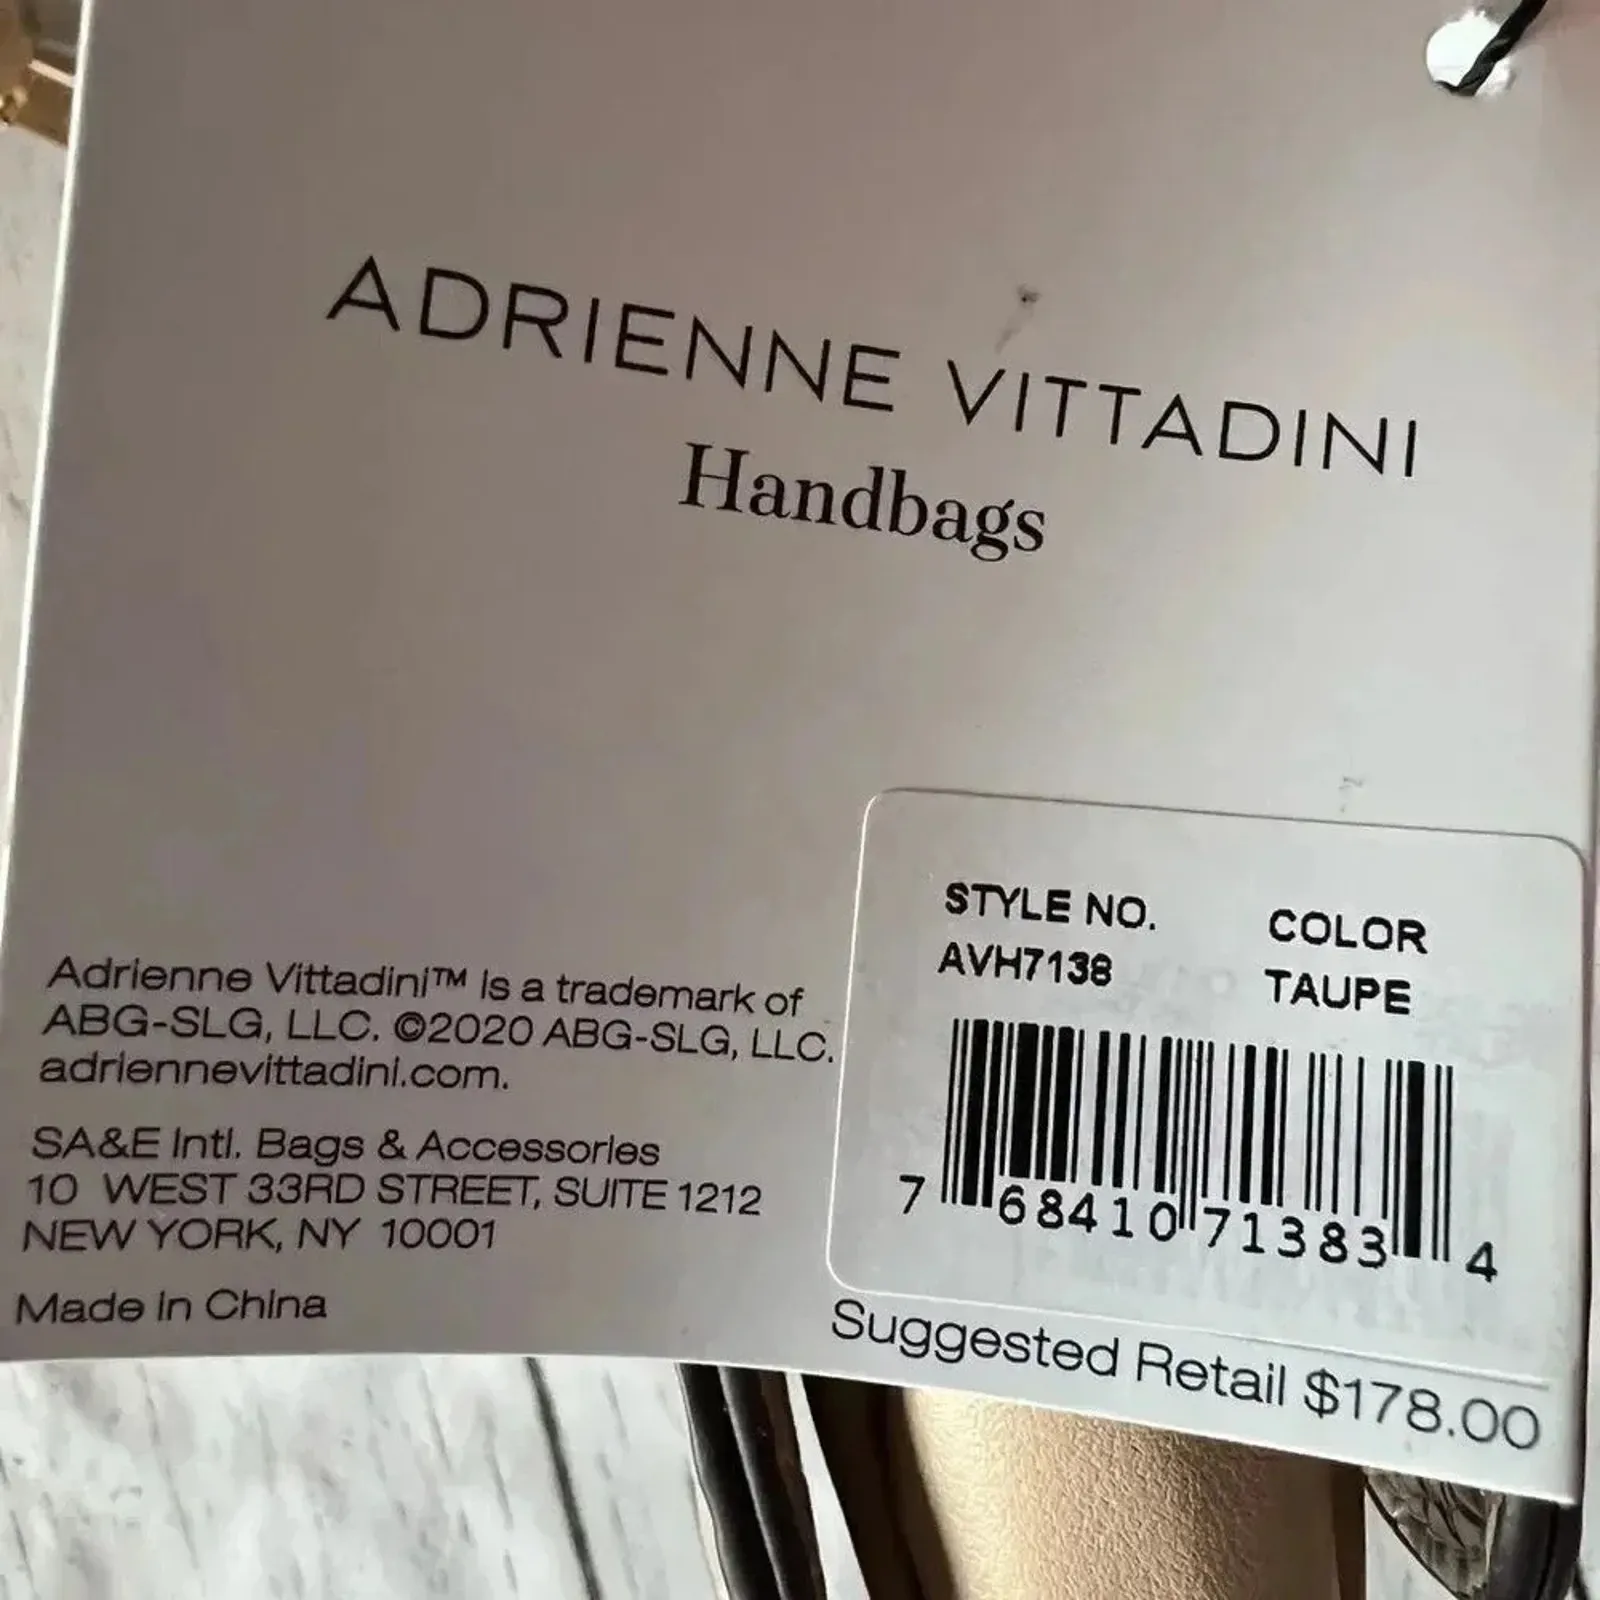 ADRIENNE VITTADINI
Handbags
Adrienne Vittadini™ is a trademark of
ABG-SLG, LLC. ©2020 ABG-SLG, LLC.
adriennevittadini.com.
SA&E Intl. Bags & Accessories
10 WEST 33RD STREET, SUITE 1212
NEW YORK, NY 10001
Made in China
STYLE NO. COLOR
AVH7138 TAUPE
7 68410 71383 4
Suggested Retail $178.00